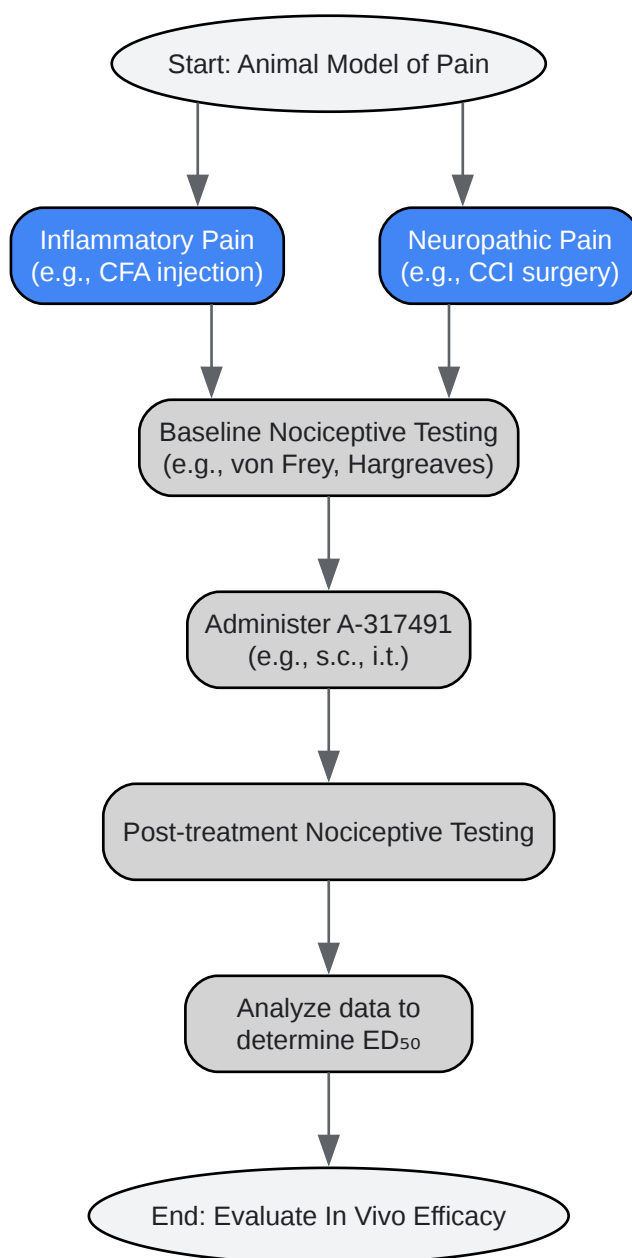 Start: Animal Model of Pain
Inflammatory Pain
(e.g., CFA injection)
Neuropathic Pain
(e.g., CCI surgery)
Baseline Nociceptive Testing
(e.g., von Frey, Hargreaves)
Administer A-317491
(e.g., s.c., i.t.)
Post-treatment Nociceptive Testing
Analyze data to
determine ED₅₀
End: Evaluate In Vivo Efficacy